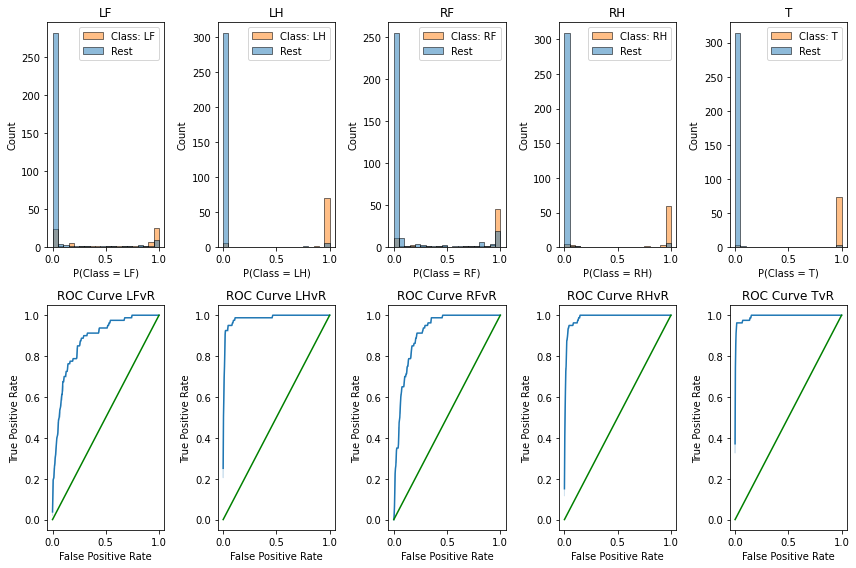 LF
LH
RF
RH
T
Class: LF
Rest
Class: LH
Rest
Class: RF
Rest
Class: RH
Rest
Class: T
Rest
250
200
150
100
50
0
Count
0.0 0.5 1.0
P(Class = LF)
300
250
200
150
100
50
0
Count
0.0 0.5 1.0
P(Class = LH)
250
200
150
100
50
0
Count
0.0 0.5 1.0
P(Class = RF)
300
250
200
150
100
50
0
Count
0.0 0.5 1.0
P(Class = RH)
300
250
200
150
100
50
0
Count
0.0 0.5 1.0
P(Class = T)
ROC Curve LFvR
1.0
0.8
0.6
0.4
0.2
0.0
True Positive Rate
0.0 0.5 1.0
False Positive Rate
ROC Curve LHvR
1.0
0.8
0.6
0.4
0.2
0.0
True Positive Rate
0.0 0.5 1.0
False Positive Rate
ROC Curve RFvR
1.0
0.8
0.6
0.4
0.2
0.0
True Positive Rate
0.0 0.5 1.0
False Positive Rate
ROC Curve RHvR
1.0
0.8
0.6
0.4
0.2
0.0
True Positive Rate
0.0 0.5 1.0
False Positive Rate
ROC Curve TvR
1.0
0.8
0.6
0.4
0.2
0.0
True Positive Rate
0.0 0.5 1.0
False Positive Rate